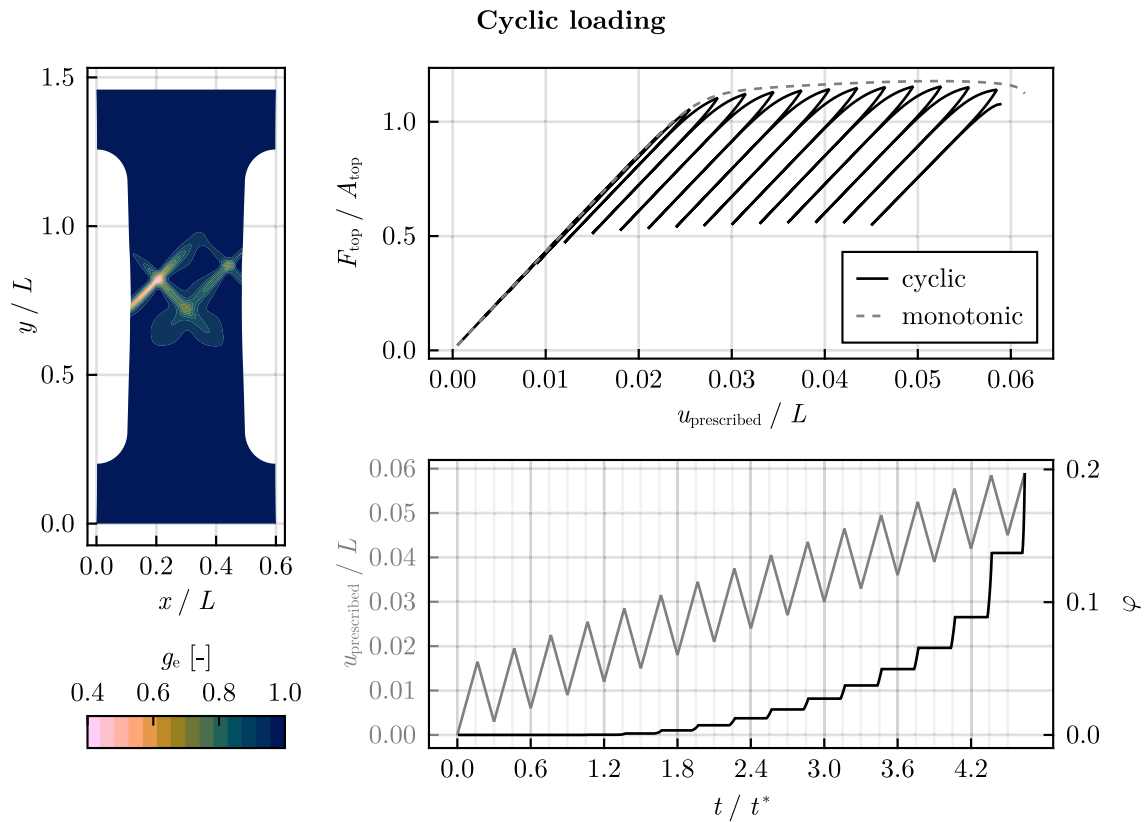 Cyclic loading
1.5
1.0
0.5
0.0
y / L
0.0 0.2 0.4 0.6
x / L
g_e [-]
0.4 0.6 0.8 1.0
1.0
0.5
0.0
F_top / A_top
cyclic
monotonic
0.00 0.01 0.02 0.03 0.04 0.05 0.06
u_prescribed / L
0.06
0.05
0.04
0.03
0.02
0.01
0.00
u_prescribed / L
0.2
0.1
0.0
φ
0.0 0.6 1.2 1.8 2.4 3.0 3.6 4.2
t / t*